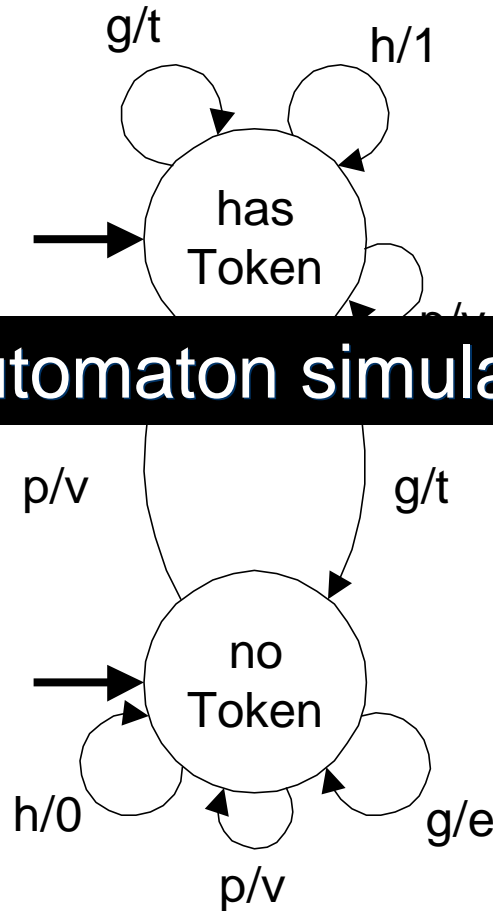 g/t
h/1
has
Token
utomaton simula
p/v
g/t
no
Token
h/0
g/e
p/v